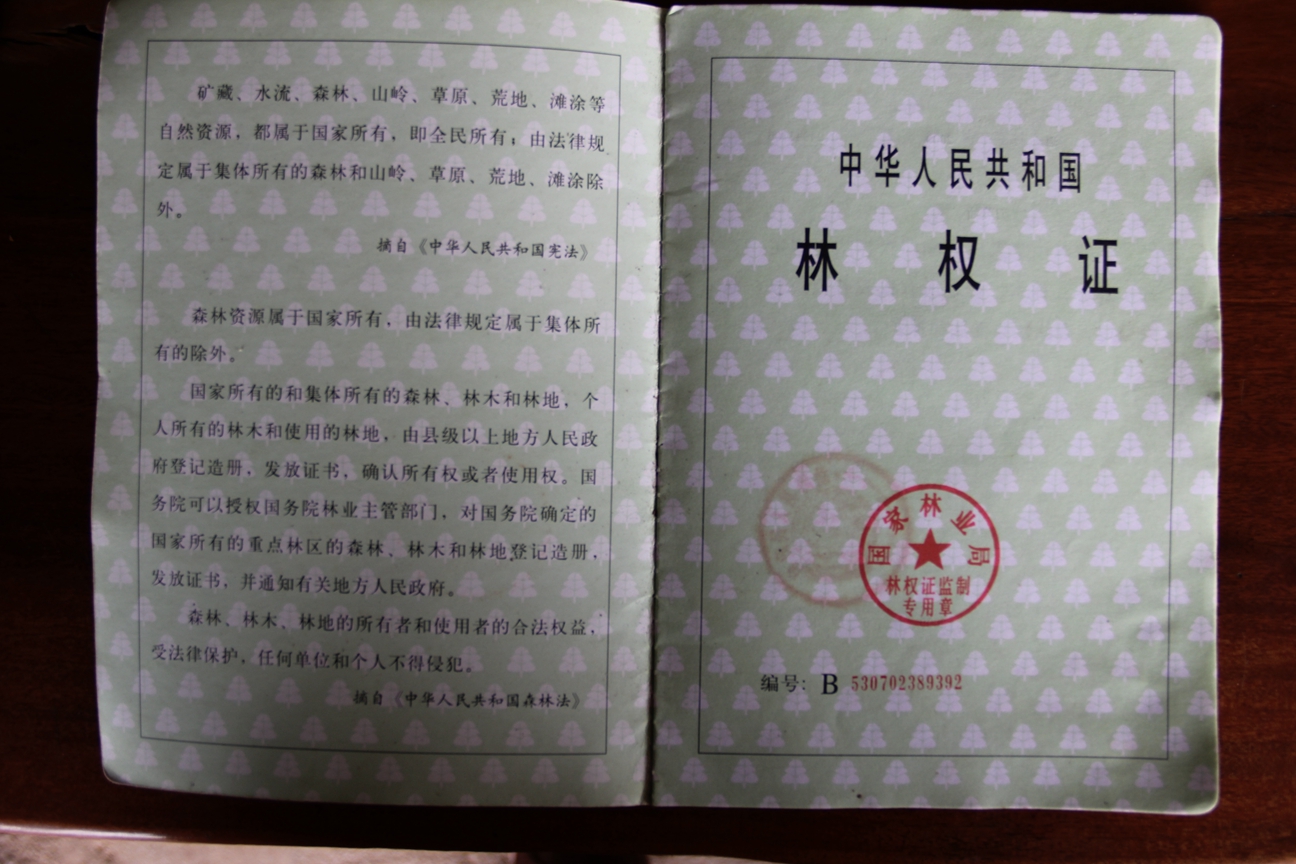 矿藏、水流、森林、山岭、草原、荒地、滩涂等
自然资源，都属于国家所有，即全民所有；由法律规
定属于集体所有的森林和山岭、草原、荒地、滩涂除
外。
摘自《中华人民共和国宪法》
森林资源属于国家所有，由法律规定属于集体所
有的除外。
国家所有的和集体所有的森林、林木和林地，个
人所有的林木和使用的林地，由县级以上地方人民政
府登记造册，发放证书，确认所有权或者使用权。国
务院可以授权国务院林业主管部门，对国务院确定的
国家所有的重点林区的森林、林木和林地登记造册，
发放证书，并通知有关地方人民政府。
森林、林木、林地的所有者和使用者的合法权益，
受法律保护，任何单位和个人不得侵犯。
摘自《中华人民共和国森林法》
中华人民共和国
林权证
国家林业局
林权证监制
专用章
编号：B 530702389392